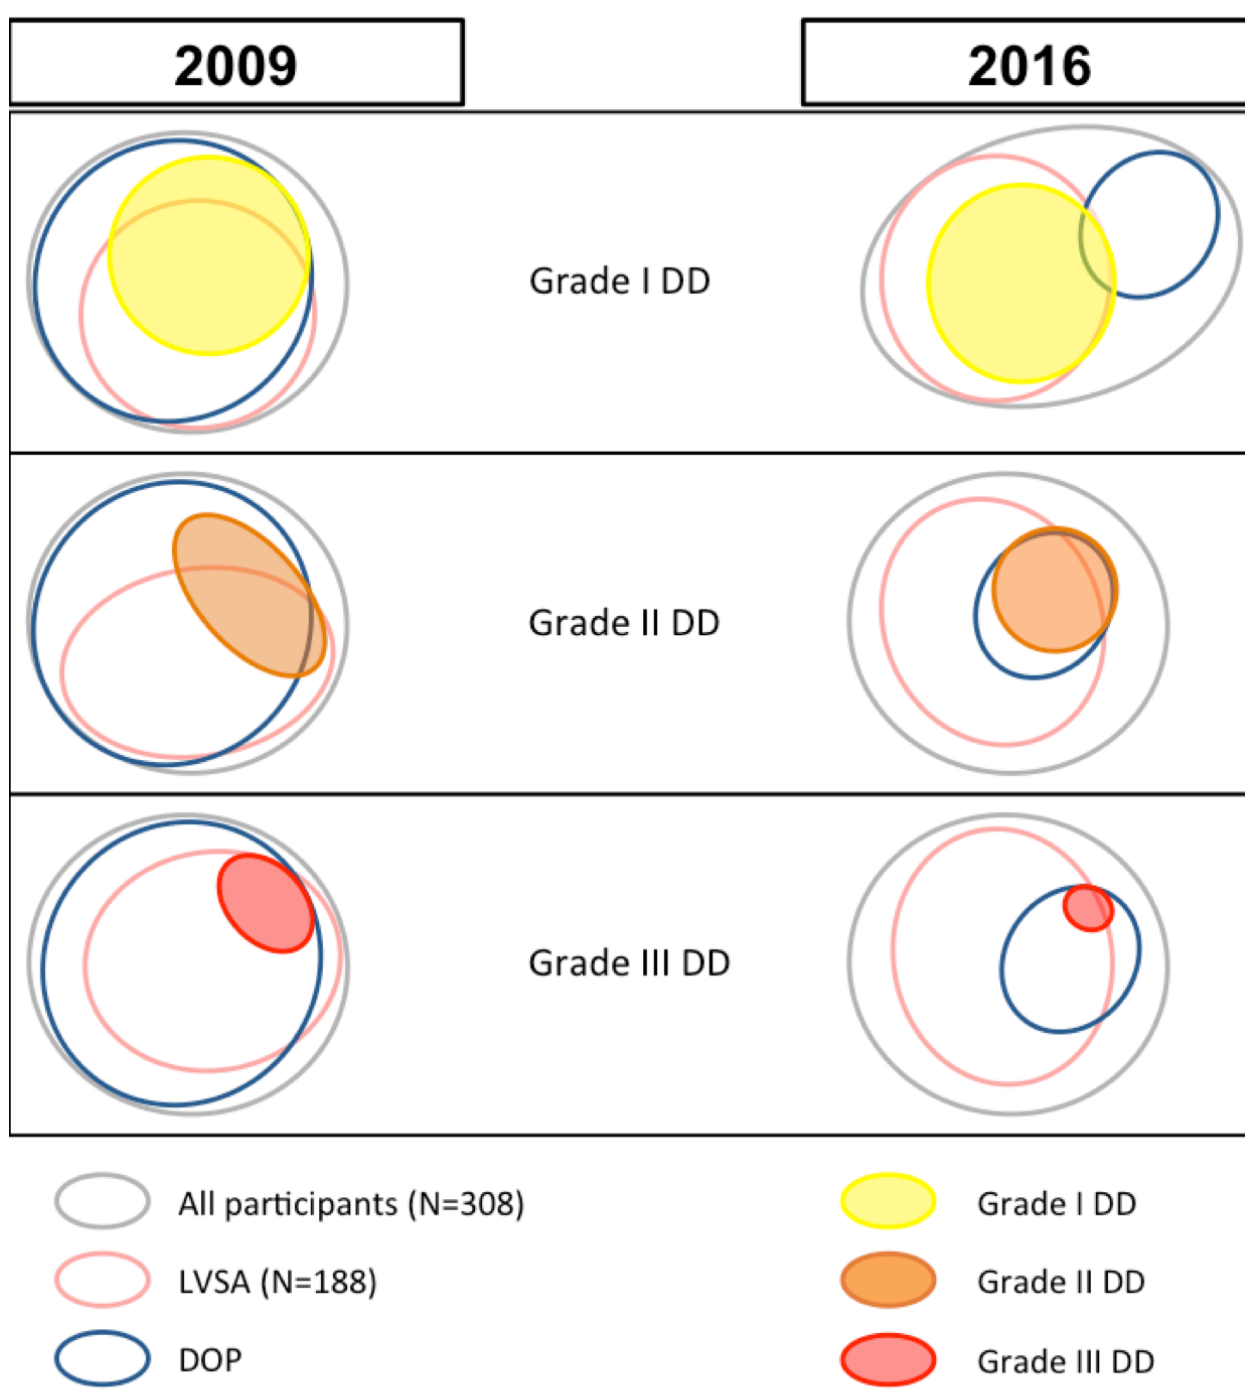 2009
2016
Grade I DD
Grade II DD
Grade III DD
All participants (N=308)
Grade I DD
LVSA (N=188)
Grade II DD
DOP
Grade III DD